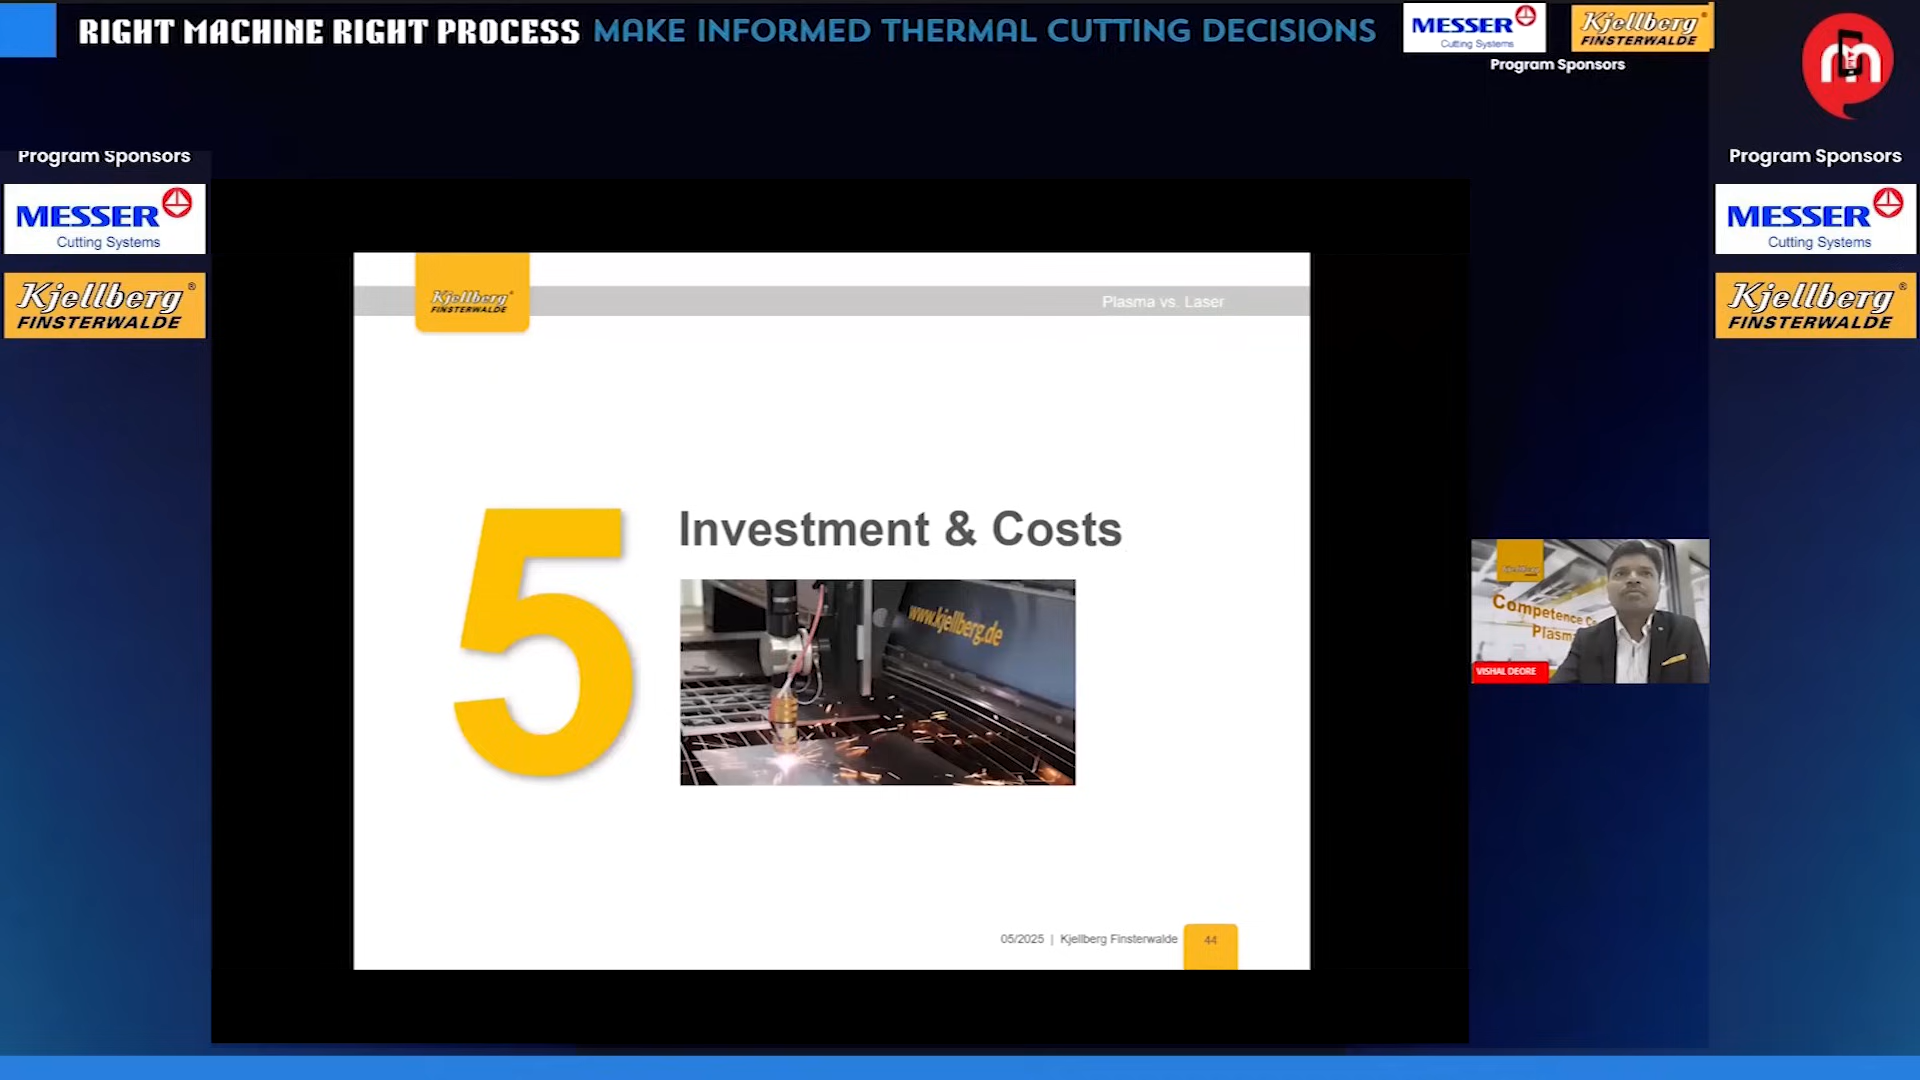 RIGHT MACHINE RIGHT PROCESS MAKE INFORMED THERMAL CUTTING DECISIONS
MESSER
Cutting Systems
Kjellberg®
FINSTERWALDE
Program Sponsors
m
Program Sponsors
MESSER
Cutting Systems
Kjellberg®
FINSTERWALDE
Program Sponsors
MESSER
Cutting Systems
Kjellberg®
FINSTERWALDE
Kjellberg®
FINSTERWALDE
Plasma vs. Laser
5
Investment & Costs
www.kjellberg.de
05/2025 | Kjellberg Finsterwalde
44
Kjellberg
Competence
Plasma
VISHAL DEORE